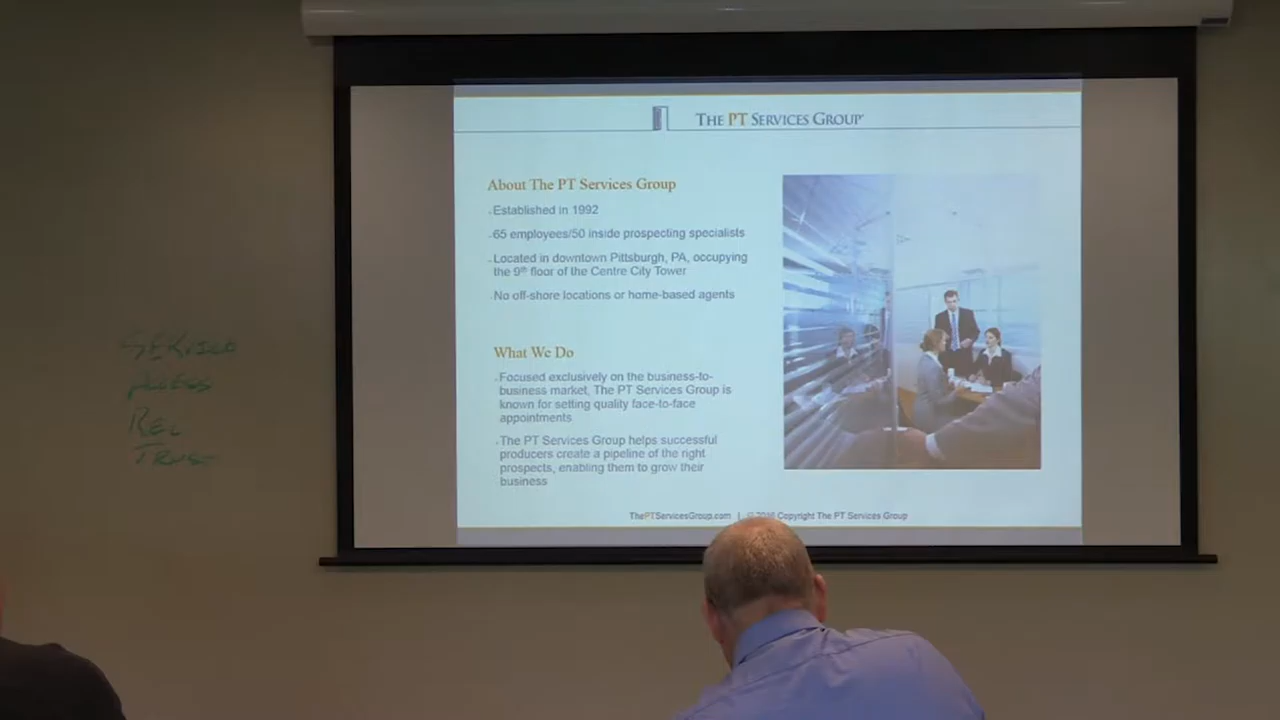 THE PT SERVICES GROUP
About The PT Services Group
Established in 1992
65 employees/50 inside prospecting specialists
Located in downtown Pittsburgh, PA, occupying
the 9th floor of the Centre City Tower
No off-shore locations or home-based agents
What We Do
Focused exclusively on the business-to-
business market, The PT Services Group is
known for setting quality face-to-face
appointments
The PT Services Group helps successful
producers create a pipeline of the right
prospects, enabling them to grow their
business
ThePTServicesGroup.com | © Copyright The PT Services Group
REL
TRUST